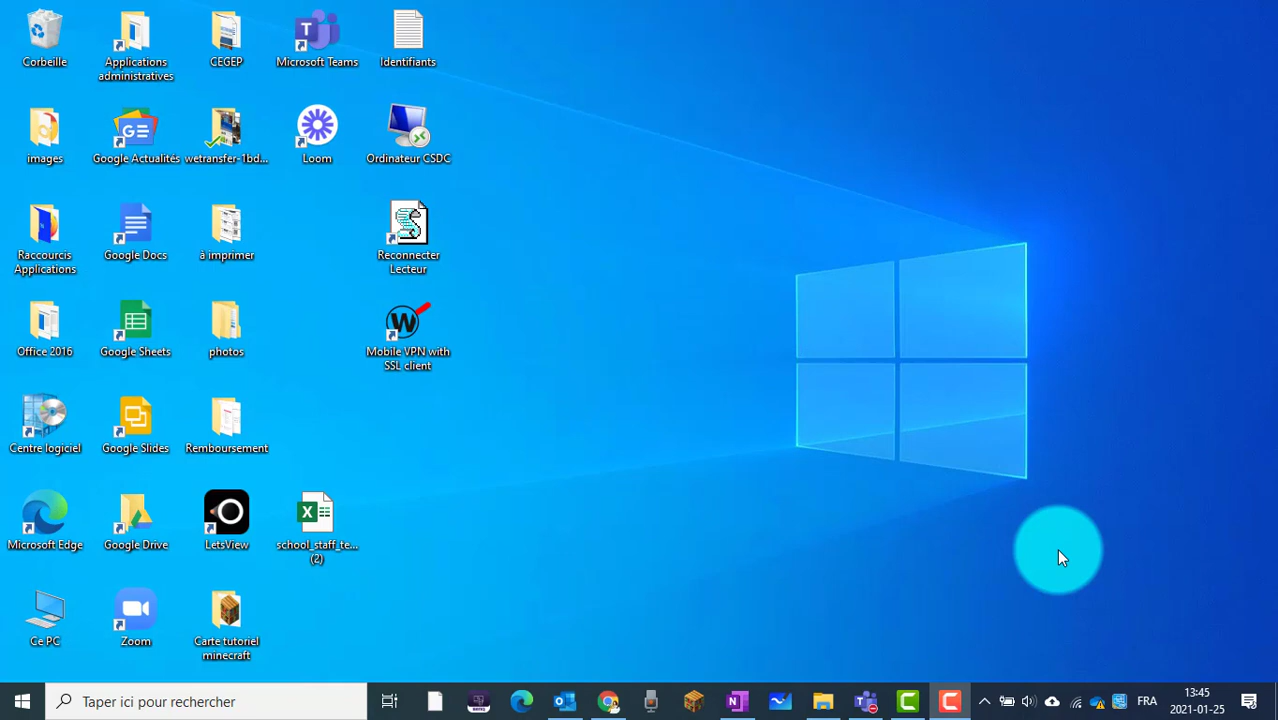 Corbeille
Applications
administratives
CEGEP
Microsoft Teams
Identifiants
images
Google Actualités
wetransfer-1bd...
Loom
Ordinateur CSDC
Raccourcis
Applications
Google Docs
à imprimer
Reconnecter
Lecteur
Office 2016
Google Sheets
photos
W
Mobile VPN with
SSL client
Centre logiciel
Google Slides
Remboursement
Microsoft Edge
Google Drive
LetsView
school_staff_te...
(2)
Ce PC
Zoom
Carte tutoriel
minecraft
Taper ici pour rechercher
FRA
13:45
2021-01-25